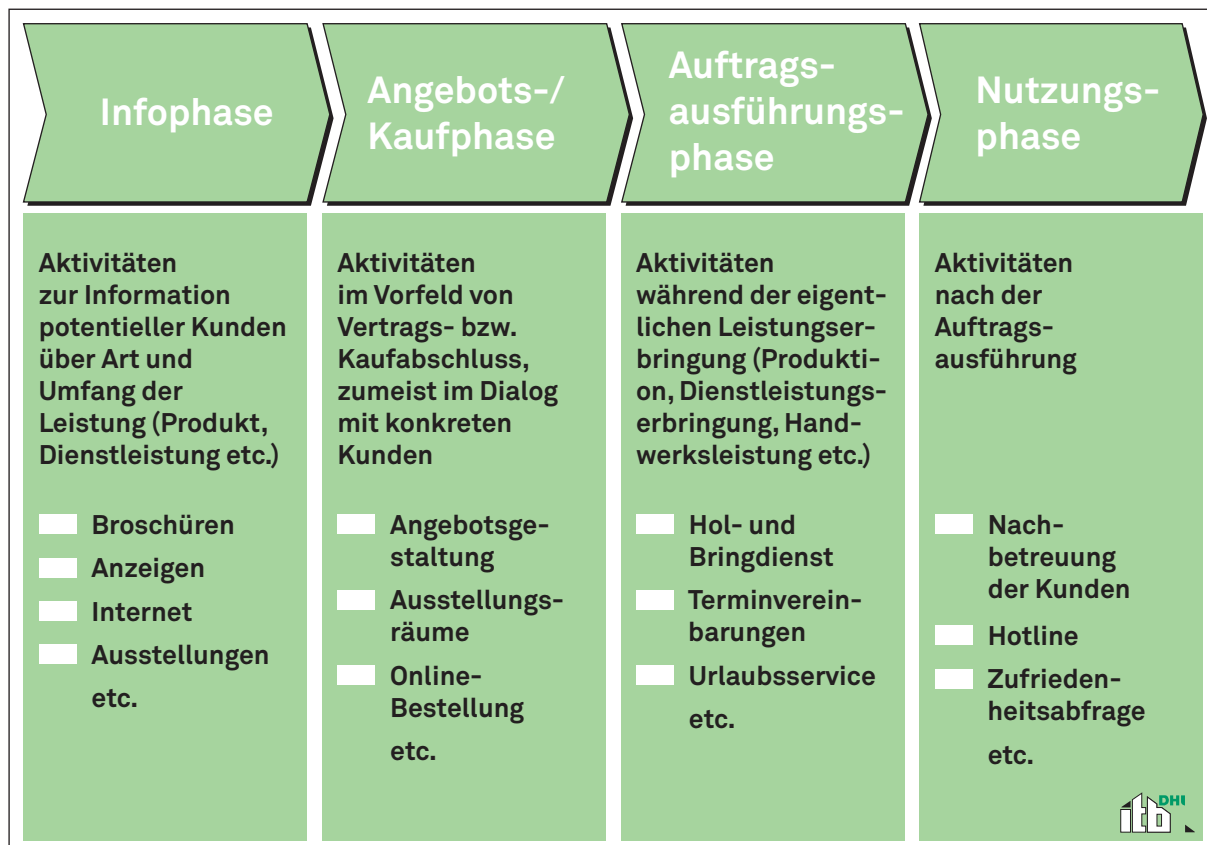 Infophase
Angebots-/
Kaufphase
Auftrags-
ausführungs-
phase
Nutzungs-
phase
Aktivitäten
zur Information
potentieller Kunden
über Art und
Umfang der
Leistung (Produkt,
Dienstleistung etc.)
Broschüren
Anzeigen
Internet
Ausstellungen
etc.
Aktivitäten
im Vorfeld von
Vertrags- bzw.
Kaufabschluss,
zumeist im Dialog
mit konkreten
Kunden
Angebotsge-
staltung
Ausstellungs-
räume
Online-
Bestellung
etc.
Aktivitäten
während der eigent-
lichen Leistungser-
bringung (Produkti-
on, Dienstleistungs-
erbringung, Hand-
werksleistung etc.)
Hol- und
Bringdienst
Terminverein-
barungen
Urlaubsservice
etc.
Aktivitäten
nach der
Auftrags-
ausführung
Nach-
betreuung
der Kunden
Hotline
Zufrieden-
heitsabfrage
etc.
DHI
itb